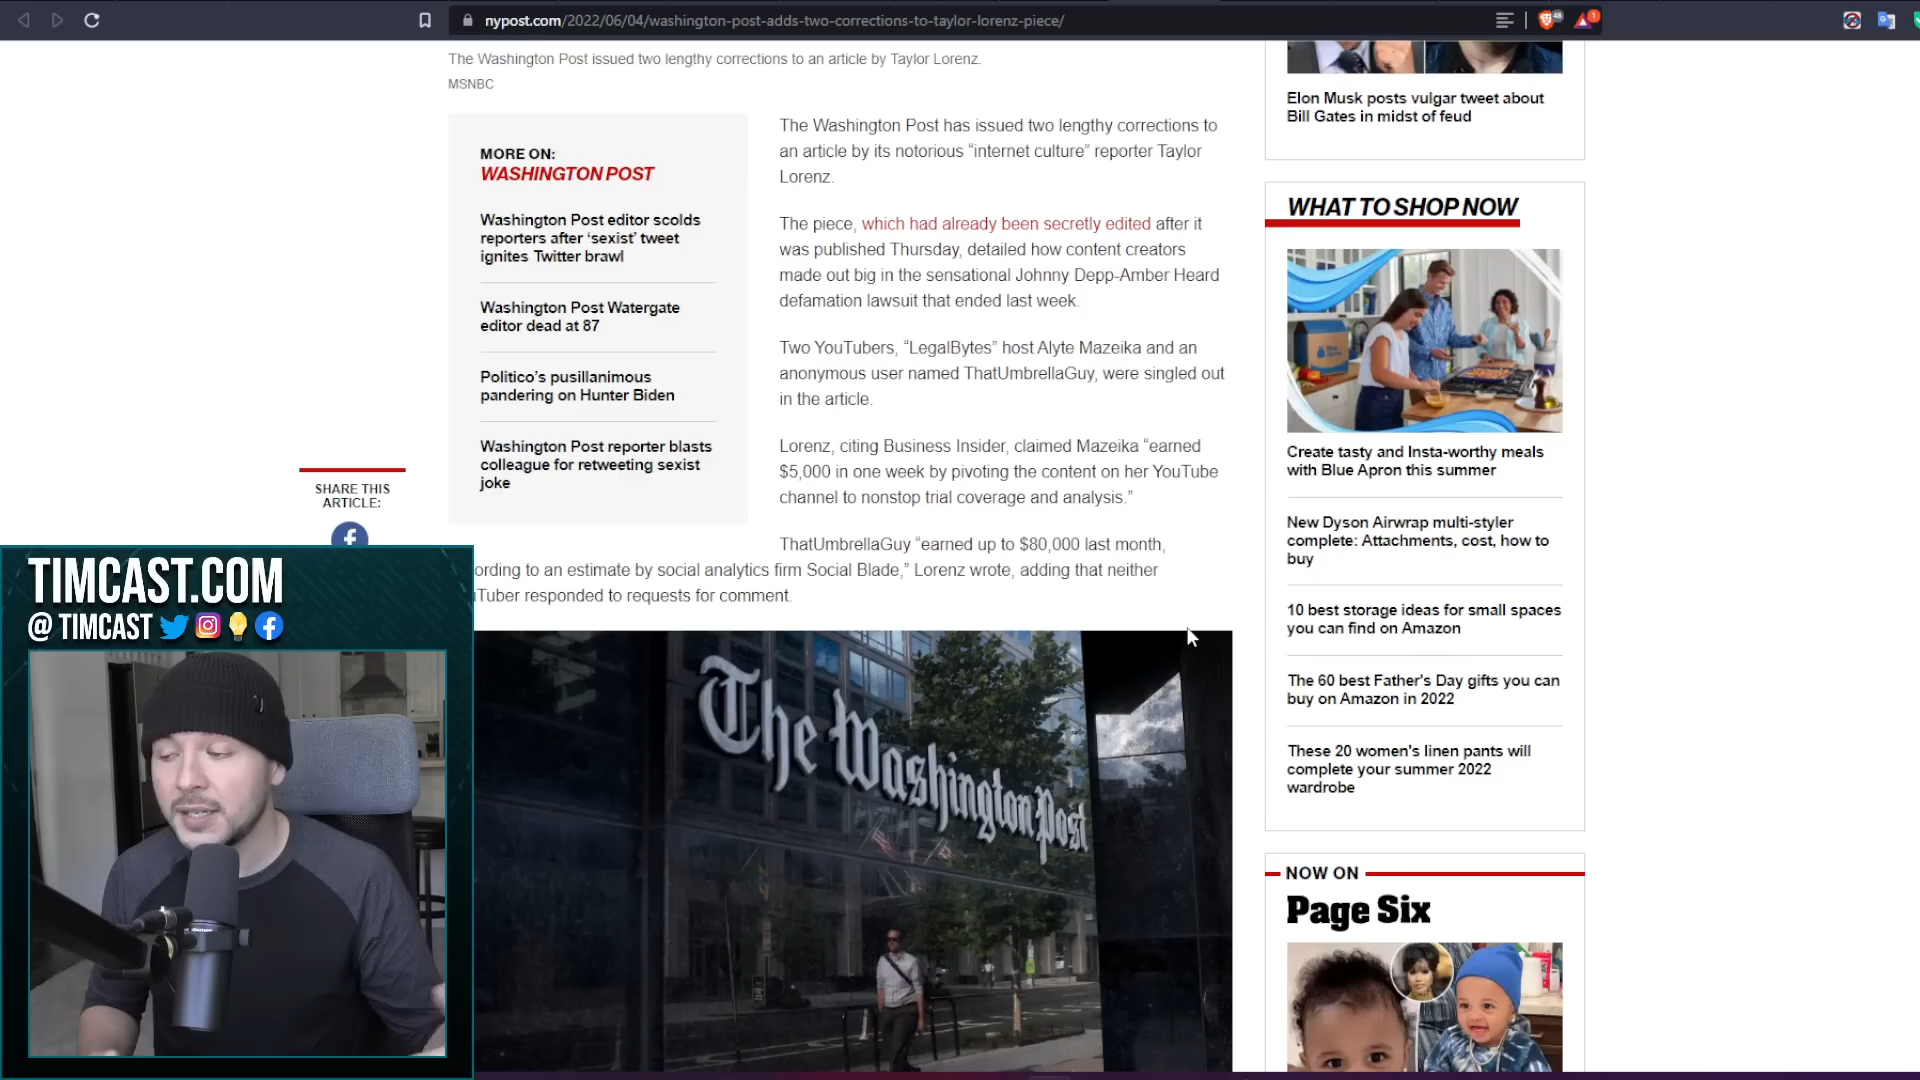 nypost.com/2022/06/04/washington-post-adds-two-corrections-to-taylor-lorenz-piece/
48
1
The Washington Post issued two lengthy corrections to an article by Taylor Lorenz.
MSNBC
MORE ON:
WASHINGTON POST
Washington Post editor scolds
reporters after ‘sexist’ tweet
ignites Twitter brawl
Washington Post Watergate
editor dead at 87
Politico’s pusillanimous
pandering on Hunter Biden
Washington Post reporter blasts
colleague for retweeting sexist
joke
SHARE THIS
ARTICLE:
The Washington Post has issued two lengthy corrections to
an article by its notorious “internet culture” reporter Taylor
Lorenz.
The piece, which had already been secretly edited after it
was published Thursday, detailed how content creators
made out big in the sensational Johnny Depp-Amber Heard
defamation lawsuit that ended last week.
Two YouTubers, “LegalBytes” host Alyte Mazeika and an
anonymous user named ThatUmbrellaGuy, were singled out
in the article.
Lorenz, citing Business Insider, claimed Mazeika “earned
$5,000 in one week by pivoting the content on her YouTube
channel to nonstop trial coverage and analysis.”
ThatUmbrellaGuy “earned up to $80,000 last month,
ording to an estimate by social analytics firm Social Blade,” Lorenz wrote, adding that neither
uTuber responded to requests for comment.
The Washington Post
TIMCAST.COM
@ TIMCAST
Elon Musk posts vulgar tweet about
Bill Gates in midst of feud
WHAT TO SHOP NOW
Create tasty and Insta-worthy meals
with Blue Apron this summer
New Dyson Airwrap multi-styler
complete: Attachments, cost, how to
buy
10 best storage ideas for small spaces
you can find on Amazon
The 60 best Father's Day gifts you can
buy on Amazon in 2022
These 20 women's linen pants will
complete your summer 2022
wardrobe
NOW ON
Page Six